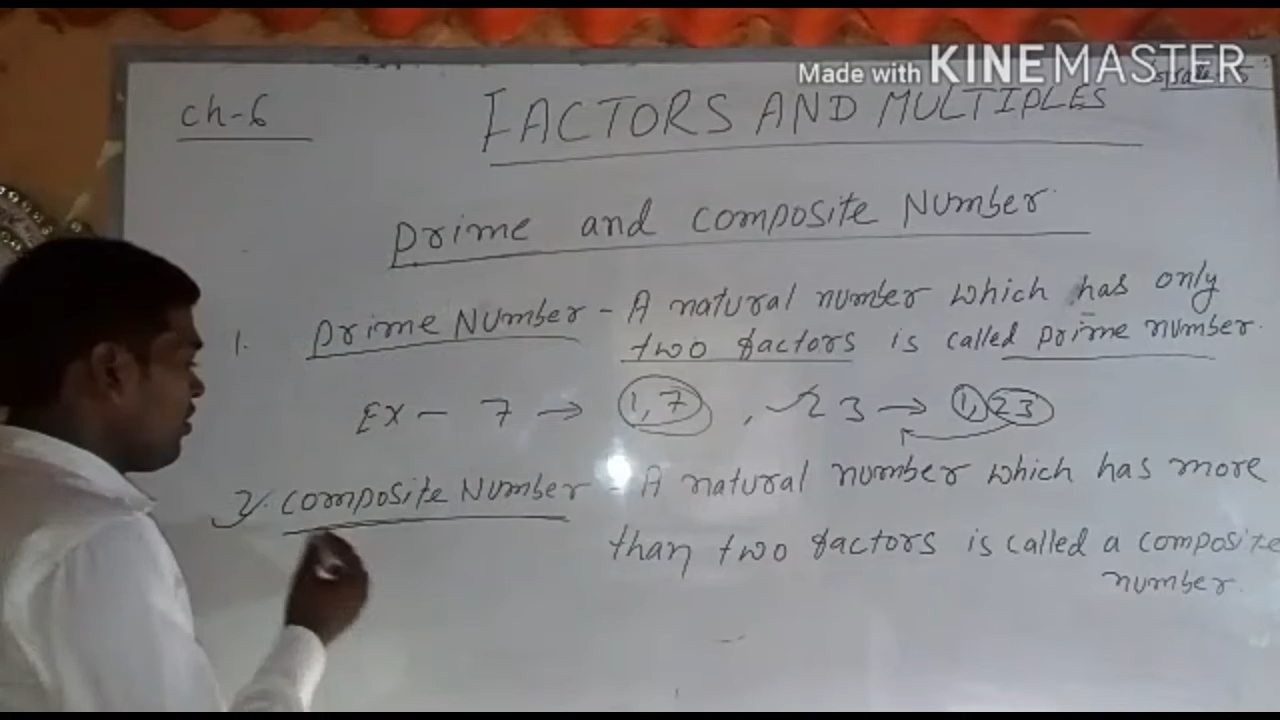 Made with KINEMASTER
Ch-6
FACTORS AND MULTIPLES
Prime and Composite Number
1. Prime Number - A natural number which has only
two factors is called prime number.
EX - 7 → 1, 7 , 23 → 1, 23
2. Composite Number - A natural number which has more
than two factors is called a composite
number.